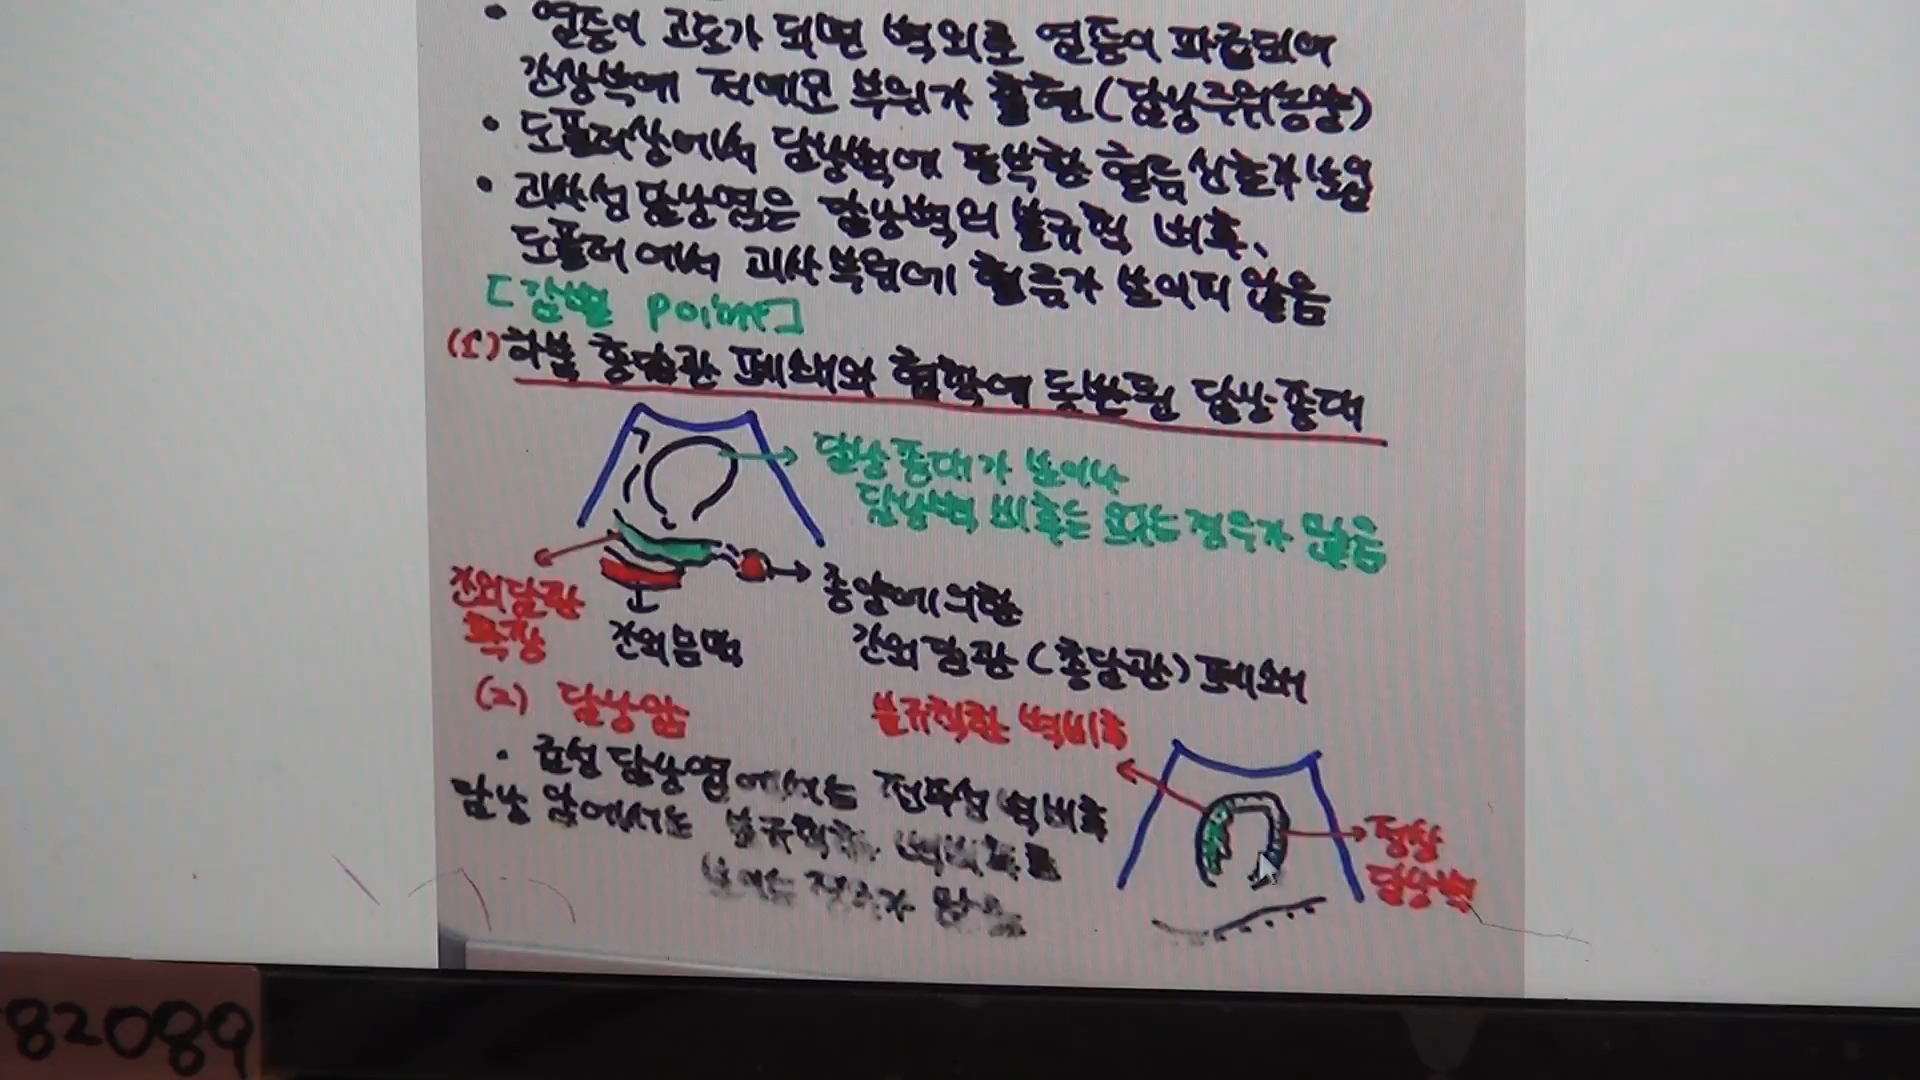 • 염증이 고도가 되면 벽외로 염증이 파급되어
간상부에 저에코 부위가 출현(담낭주위농양)
• 도플러상에서 담낭벽에 풍부한 혈류 신호가 보임
• 괴사성 담낭염은 담낭벽의 불규칙 비후、
도플러에서 괴사부위에 혈류가 보이지 않음
[감별 point]
(1) 하부 총담관 폐쇄와 협착에 동반된 담낭종대
담낭종대가 보이나
담낭벽 비후는 없는 경우가 많음
종양에 의한
간외담관(총담관) 폐쇄
간외담관
확장
간외문맥
(2) 담낭암
불규칙한 벽비후
• 급성 담낭염에서는 전주성 벽비후
담낭 암에서는 불규칙한 벽비후를
보이는 경우가 많음
정상
담낭벽
82089